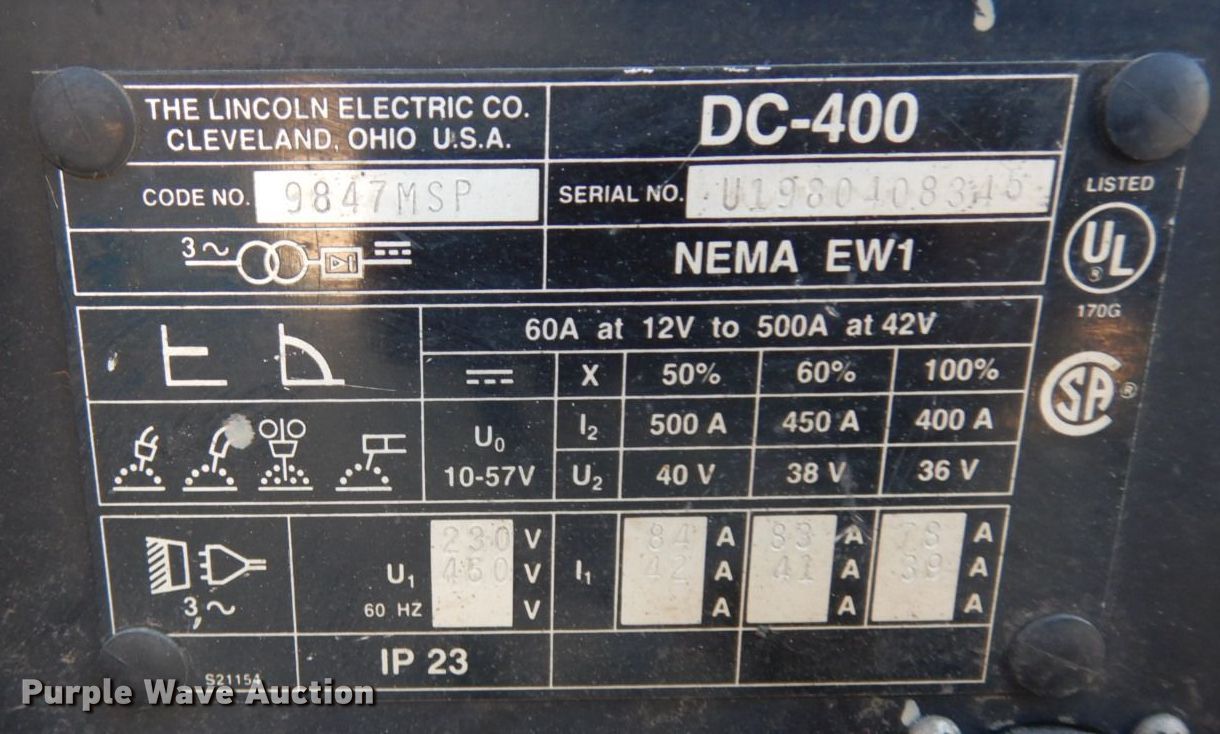 THE LINCOLN ELECTRIC CO.
CLEVELAND, OHIO U.S.A.
DC-400
CODE NO. 9847MSP
SERIAL NO. U1980408345
3~
NEMA EW1
LISTED
UL ®
170G
SA ®
60A at 12V to 500A at 42V
X 50% 60% 100%
U0 I2 500 A 450 A 400 A
10-57V U2 40 V 38 V 36 V
230 V 84 A 83 A 78 A
U1 460 V I1 42 A 41 A 39 A
3~ 60 HZ V A A A
IP 23
S21154
Purple Wave Auction